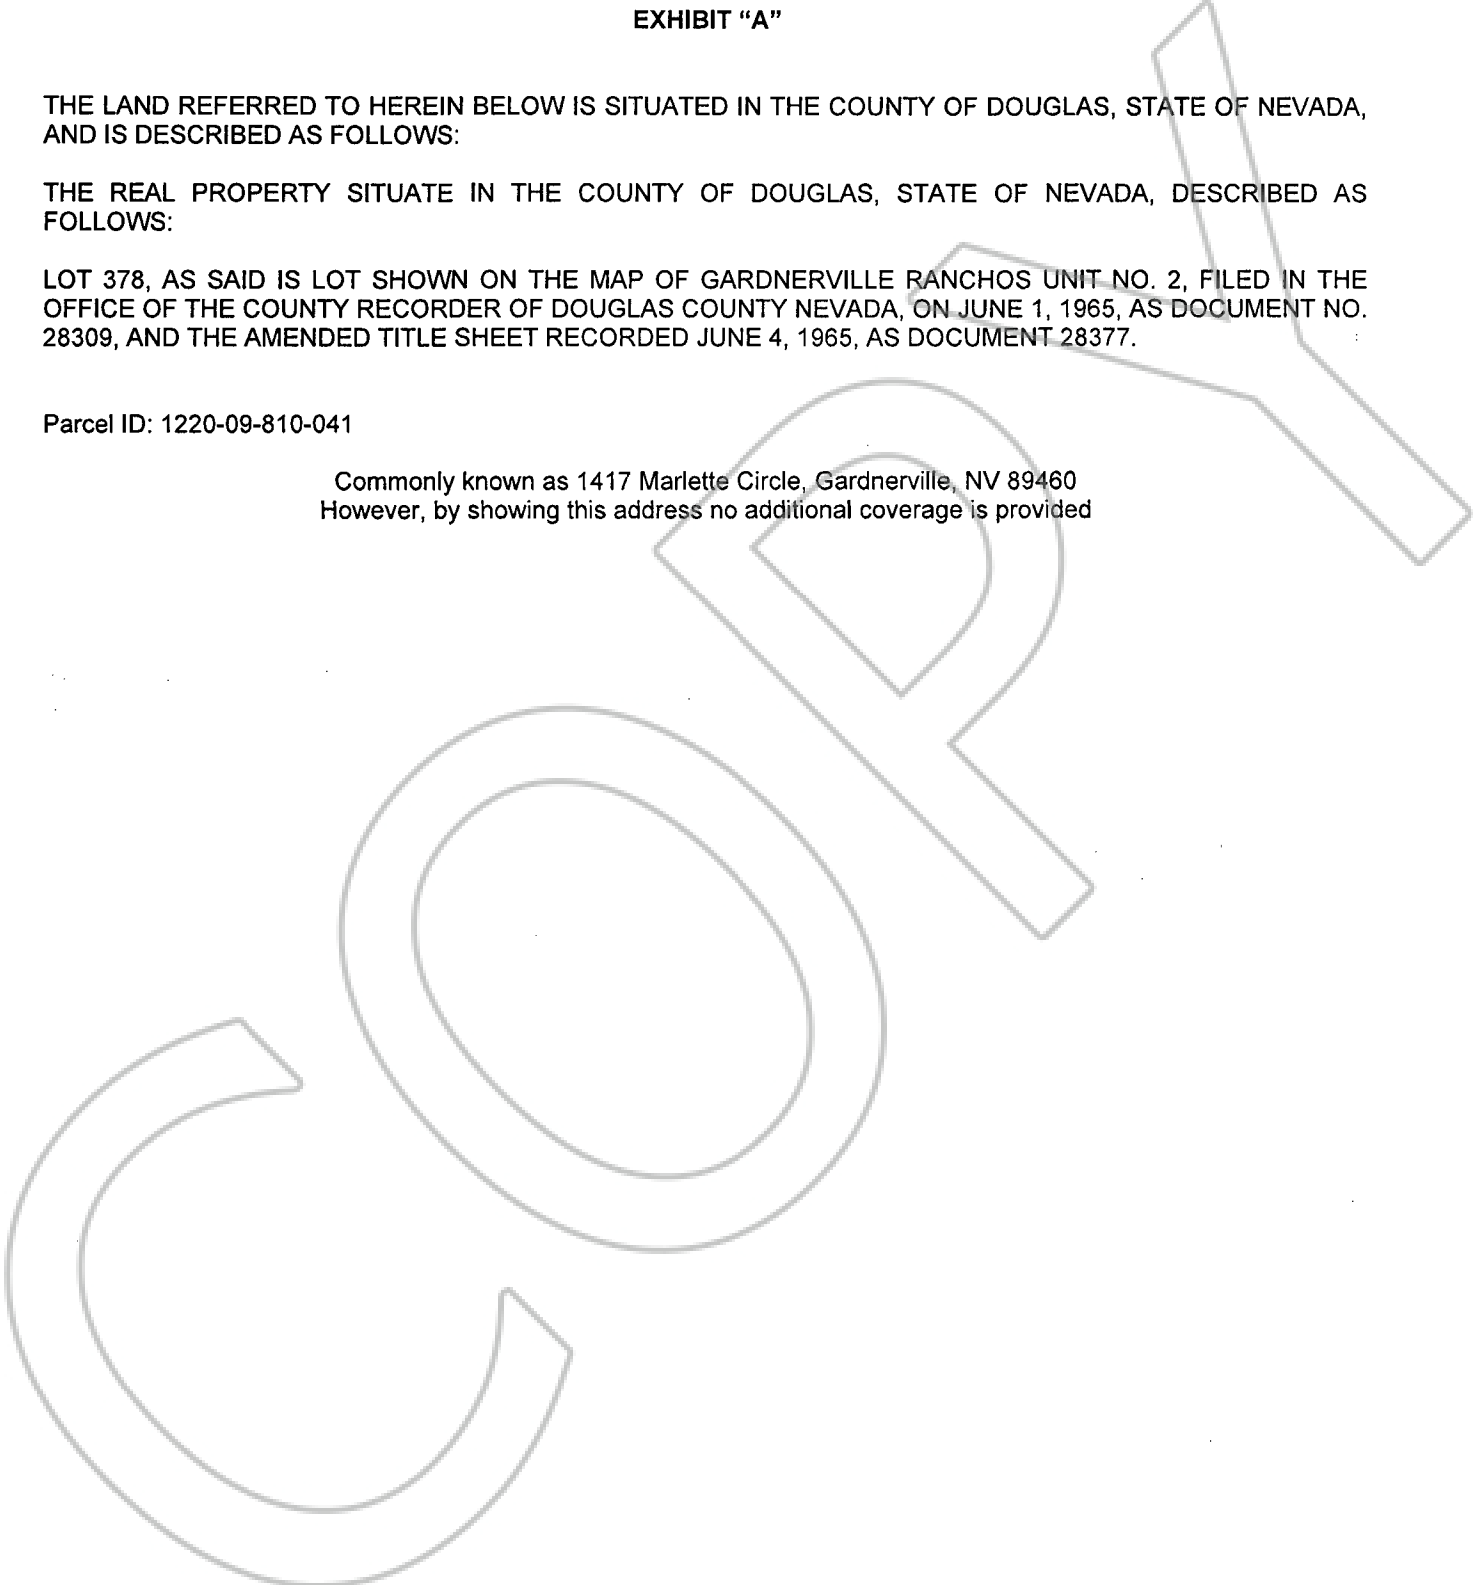 EXHIBIT “A”
THE LAND REFERRED TO HEREIN BELOW IS SITUATED IN THE COUNTY OF DOUGLAS, STATE OF NEVADA,
AND IS DESCRIBED AS FOLLOWS:
THE REAL PROPERTY SITUATE IN THE COUNTY OF DOUGLAS, STATE OF NEVADA, DESCRIBED AS
FOLLOWS:
LOT 378, AS SAID IS LOT SHOWN ON THE MAP OF GARDNERVILLE RANCHOS UNIT NO. 2, FILED IN THE
OFFICE OF THE COUNTY RECORDER OF DOUGLAS COUNTY NEVADA, ON JUNE 1, 1965, AS DOCUMENT NO.
28309, AND THE AMENDED TITLE SHEET RECORDED JUNE 4, 1965, AS DOCUMENT 28377.
Parcel ID: 1220-09-810-041
Commonly known as 1417 Marlette Circle, Gardnerville, NV 89460
However, by showing this address no additional coverage is provided
COPY